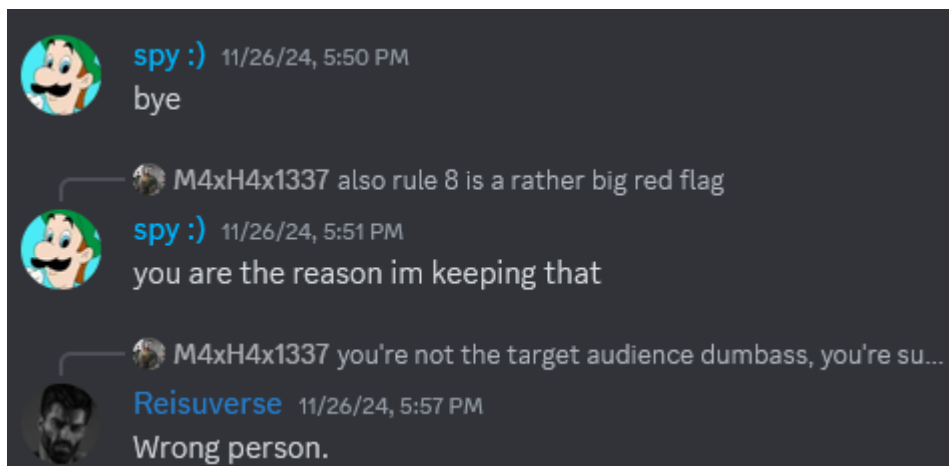 spy :) 11/26/24, 5:50 PM
bye
M4xH4x1337 also rule 8 is a rather big red flag
spy :) 11/26/24, 5:51 PM
you are the reason im keeping that
M4xH4x1337 you're not the target audience dumbass, you're su...
Reisuverse 11/26/24, 5:57 PM
Wrong person.